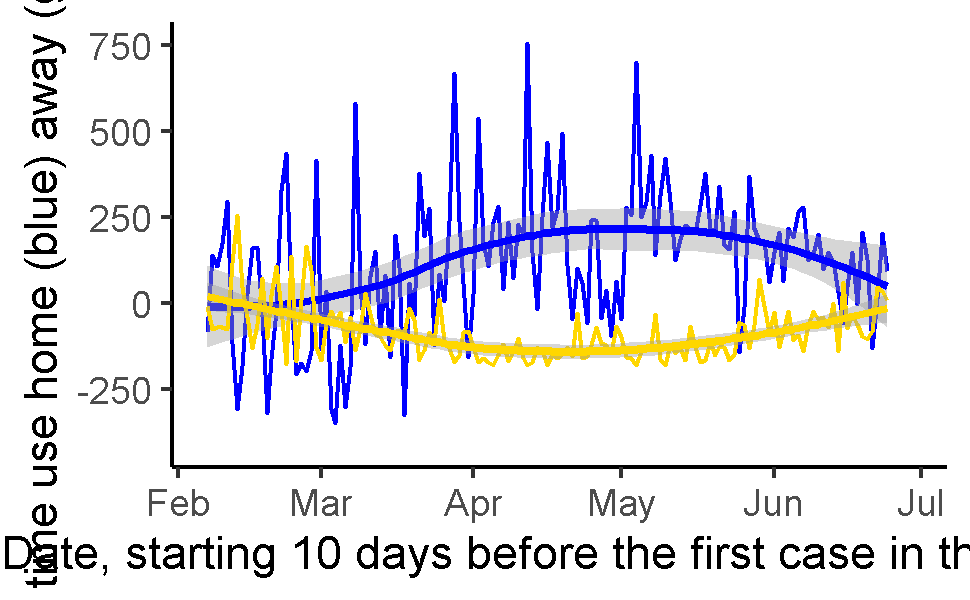 time use home (blue) away (
750
500
250
0
-250
Feb Mar Apr May Jun Jul
Date, starting 10 days before the first case in th